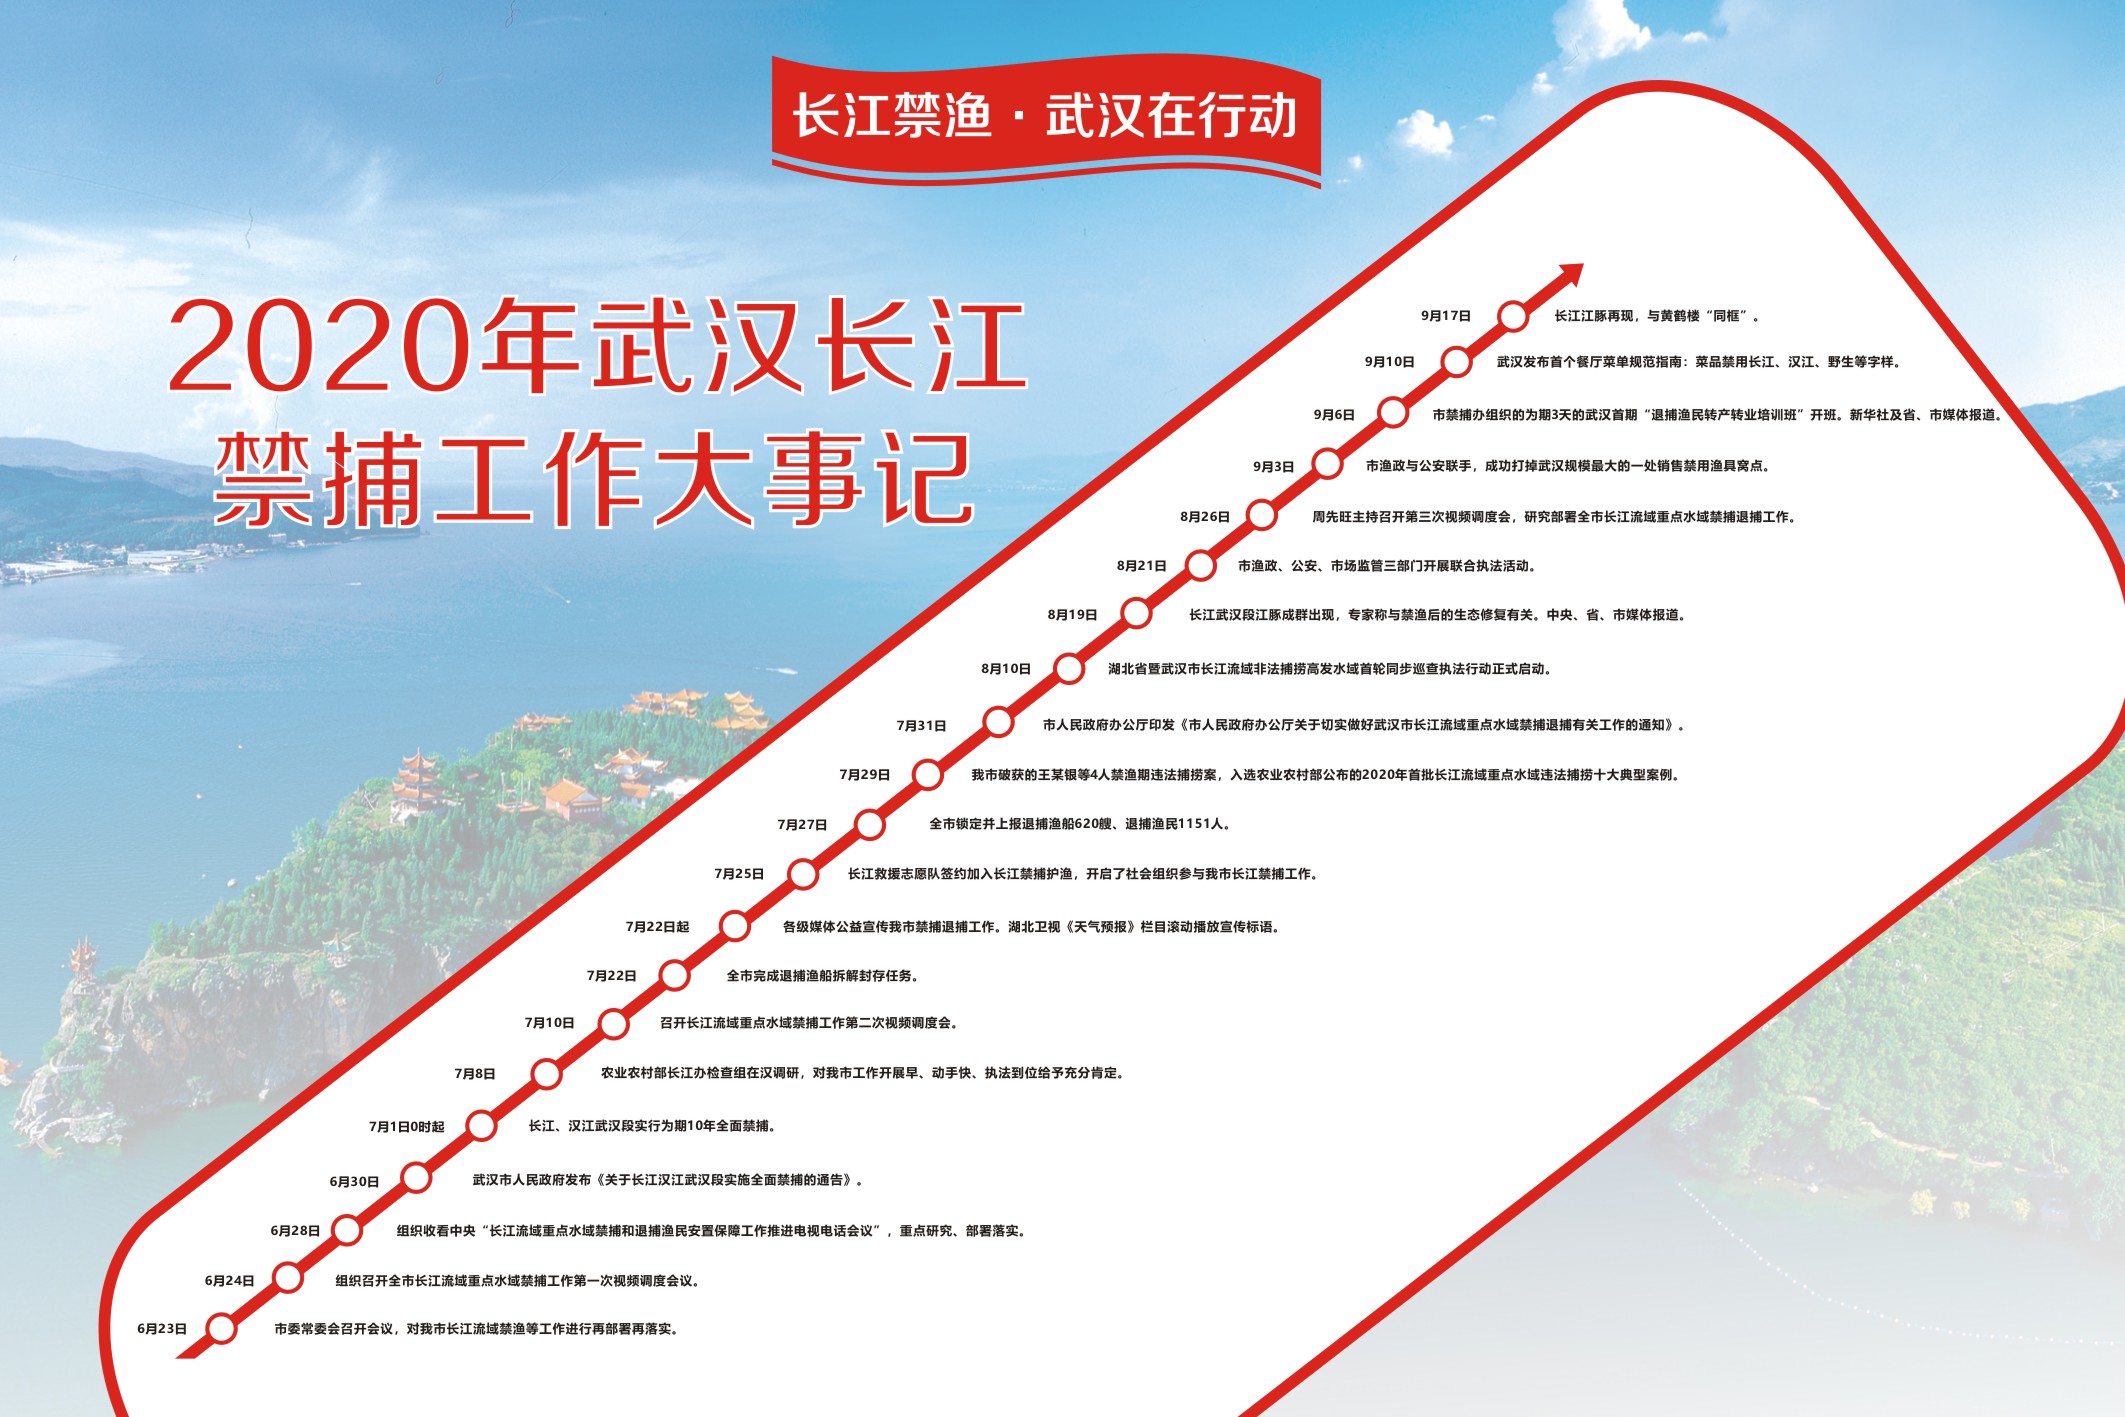 长江禁渔·武汉在行动
2020年武汉长江
禁捕工作大事记
9月17日 长江江豚再现，与黄鹤楼“同框”。
9月10日 武汉发布首个餐厅菜单规范指南：菜品禁用长江、汉江、野生等字样。
9月6日 市禁捕办组织的为期3天的武汉首期“退捕渔民转产转业培训班”开班。新华社及省、市媒体报道。
9月3日 市渔政与公安联手，成功打掉武汉规模最大的一处销售禁用渔具窝点。
8月26日 周先旺主持召开第三次视频调度会，研究部署全市长江流域重点水域禁捕退捕工作。
8月21日 市渔政、公安、市场监管三部门开展联合执法活动。
8月19日 长江武汉段江豚成群出现，专家称与禁渔后的生态修复有关。中央、省、市媒体报道。
8月10日 湖北省暨武汉市长江流域非法捕捞高发水域首轮同步巡查执法行动正式启动。
7月31日 市人民政府办公厅印发《市人民政府办公厅关于切实做好武汉市长江流域重点水域禁捕退捕有关工作的通知》。
7月29日 我市破获的王某银等4人禁渔期违法捕捞案，入选农业农村部公布的2020年首批长江流域重点水域违法捕捞十大典型案例。
7月27日 全市锁定并上报退捕渔船620艘、退捕渔民1151人。
7月25日 长江救援志愿队签约加入长江禁捕护渔，开启了社会组织参与我市长江禁捕工作。
7月22日起 各级媒体公益宣传我市禁捕退捕工作。湖北卫视《天气预报》栏目滚动播放宣传标语。
7月22日 全市完成退捕渔船拆解封存任务。
7月10日 召开长江流域重点水域禁捕工作第二次视频调度会。
7月8日 农业农村部长江办检查组在汉调研，对我市工作开展早、动手快、执法到位给予充分肯定。
7月1日0时起 长江、汉江武汉段实行为期10年全面禁捕。
6月30日 武汉市人民政府发布《关于长江汉江武汉段实施全面禁捕的通告》。
6月28日 组织收看中央“长江流域重点水域禁捕和退捕渔民安置保障工作推进电视电话会议”，重点研究、部署落实。
6月24日 组织召开全市长江流域重点水域禁捕工作第一次视频调度会议。
6月23日 市委常委会召开会议，对我市长江流域禁渔等工作进行再部署再落实。